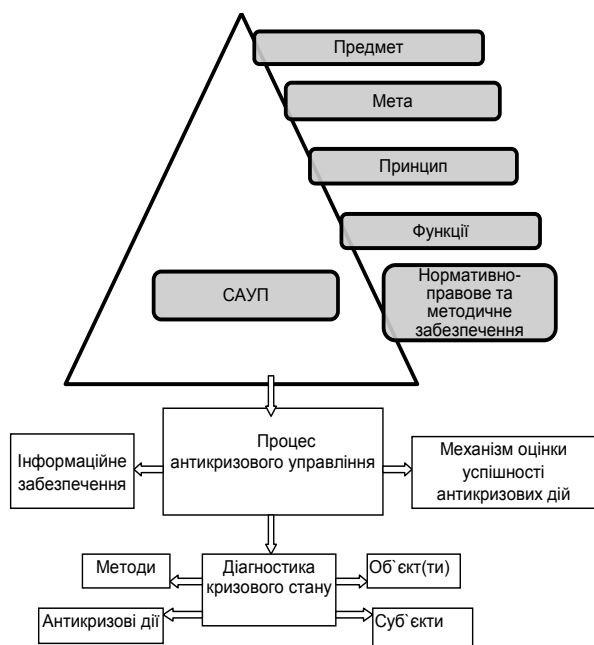 Предмет
Мета
Принцип
Функції
САУП
Нормативно-
правове та
методичне
забезпечення
Процес
антикризового управління
Інформаційне
забезпечення
Механізм оцінки
успішності
антикризових дій
Методи
Діагностика
кризового стану
Об`єкт(ти)
Антикризові дії
Суб`єкти